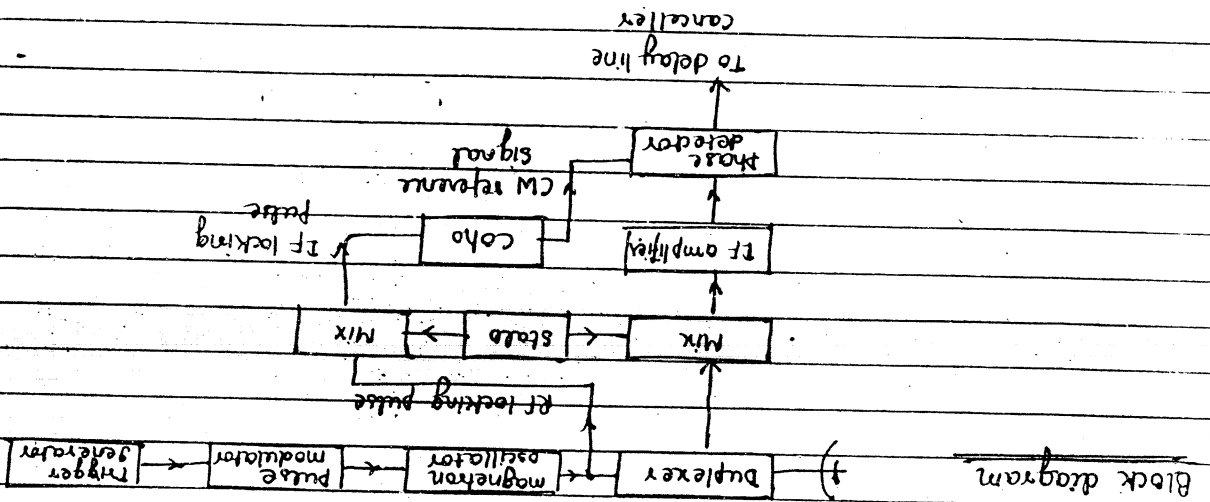 Block diagram
Duplexer
magnetron
oscillator
pulse
modulator
Trigger
generator
RF locking pulse
Mix
Stalo
Mix
IF amplifier
Coho
IF locking
pulse
CW reference
signal
Phase
detector
To delay line
canceller